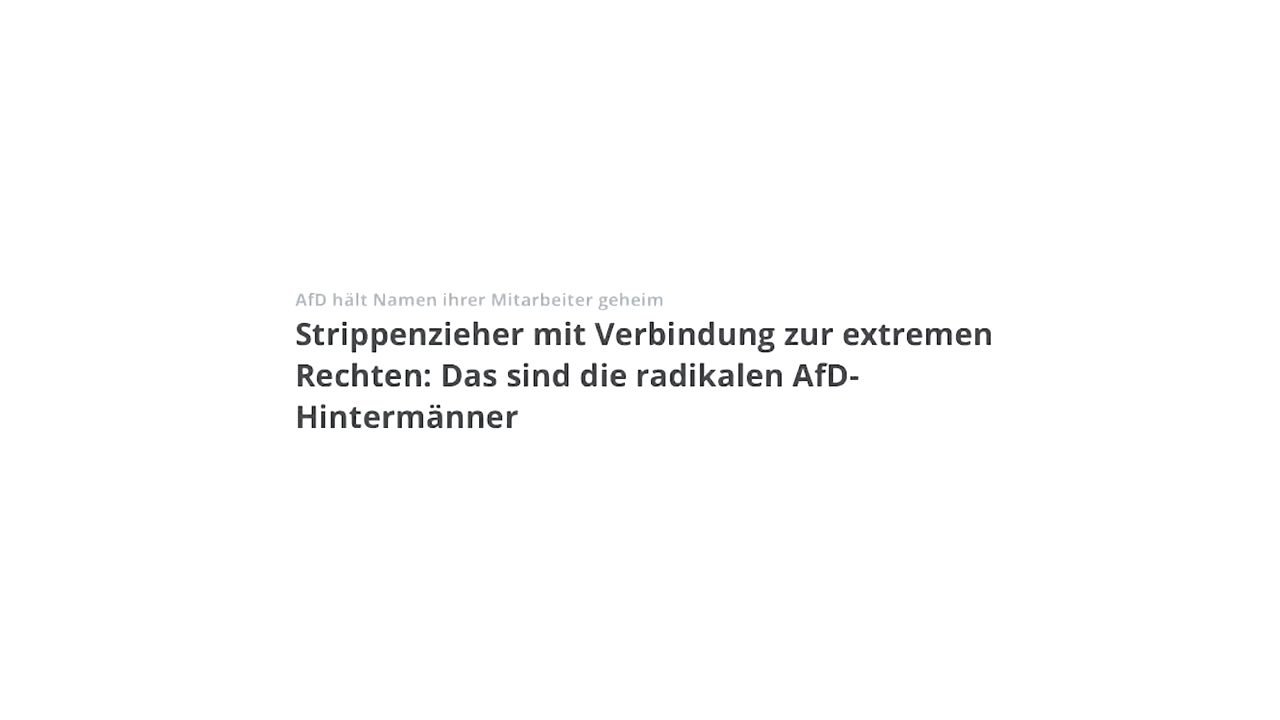 AfD hält Namen ihrer Mitarbeiter geheim
Strippenzieher mit Verbindung zur extremen
Rechten: Das sind die radikalen AfD-
Hintermänner